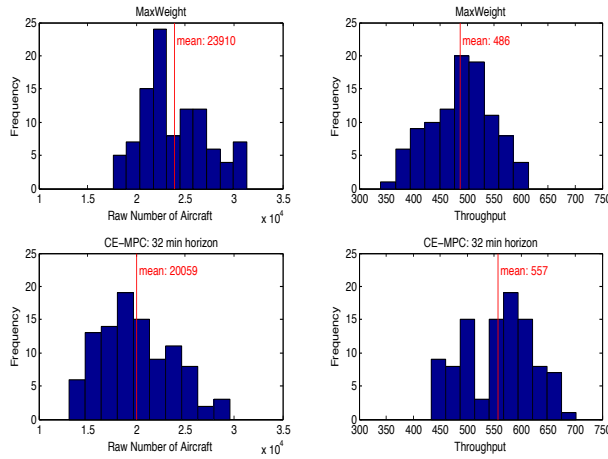 MaxWeight
25
20
15
10
5
0
Frequency
mean: 23910
1 1.5 2 2.5 3 3.5
x 10^4
Raw Number of Aircraft
MaxWeight
25
20
15
10
5
0
Frequency
mean: 486
300 350 400 450 500 550 600 650 700 750
Throughput
CE-MPC: 32 min horizon
25
20
15
10
5
0
Frequency
mean: 20059
1 1.5 2 2.5 3 3.5
x 10^4
Raw Number of Aircraft
CE-MPC: 32 min horizon
25
20
15
10
5
0
Frequency
mean: 557
300 350 400 450 500 550 600 650 700 750
Throughput